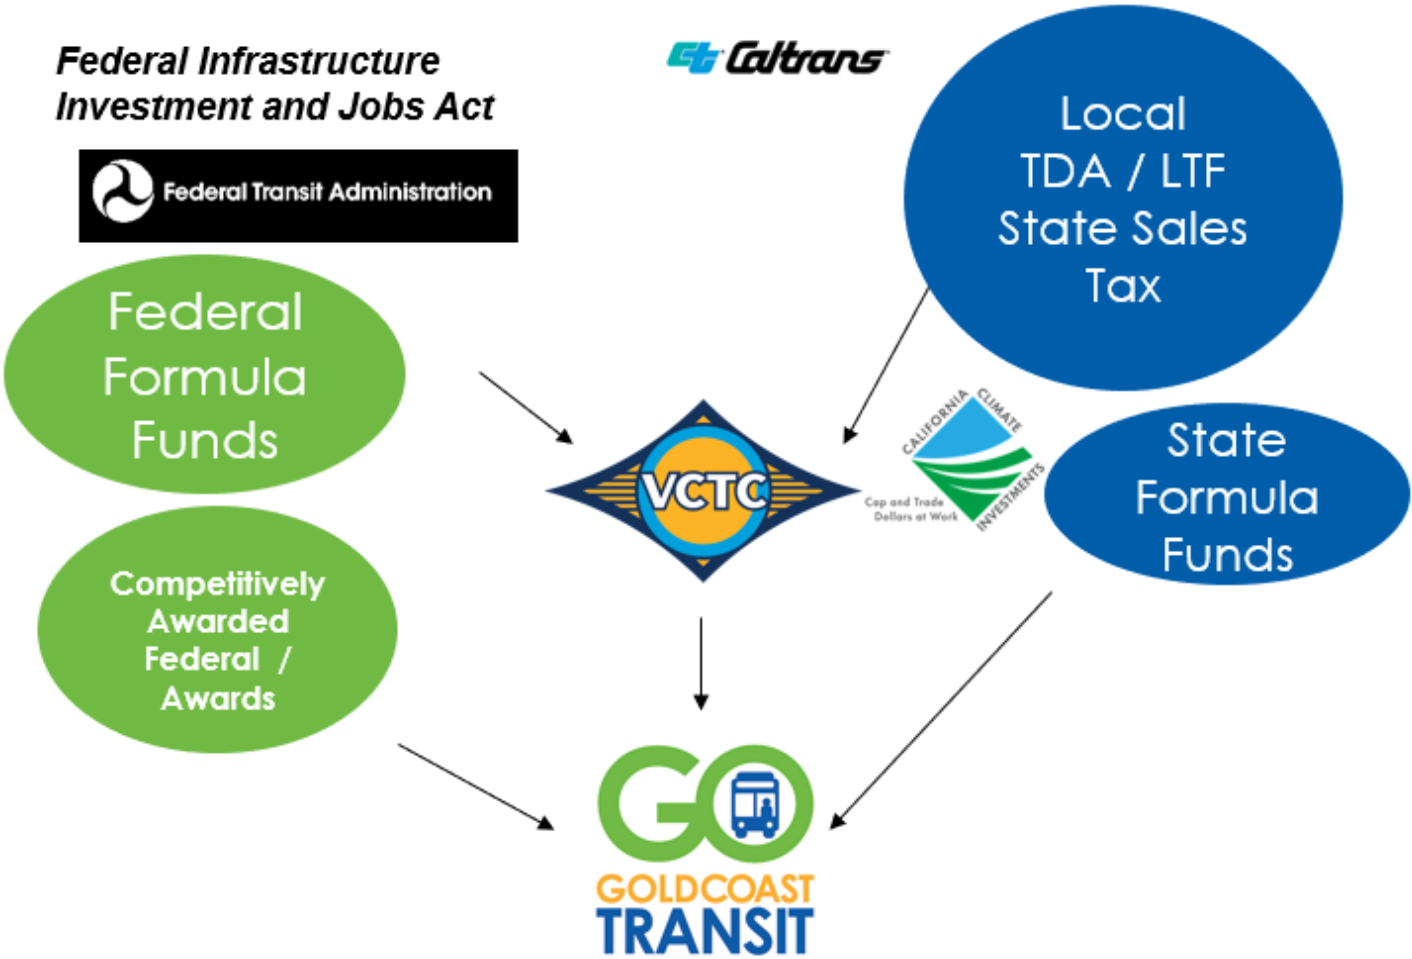 Federal Infrastructure
Investment and Jobs Act
Federal Transit Administration
Caltrans
Local
TDA / LTF
State Sales
Tax
Federal
Formula
Funds
VCTC
CALIFORNIA
CLIMATE
INVESTMENTS
Cap and Trade
Dollars at Work
State
Formula
Funds
Competitively
Awarded
Federal /
Awards
GO
GOLD COAST
TRANSIT